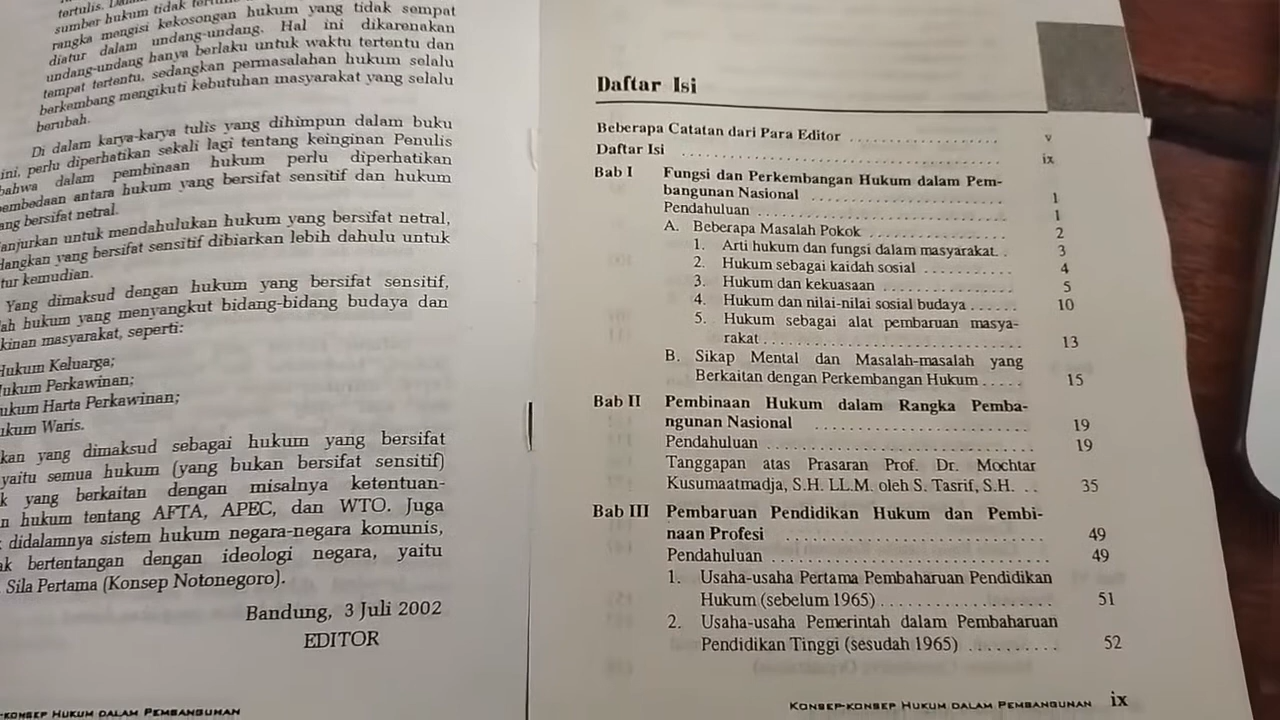 tertulis.
sumber hukum tidak
rangka mengisi kekosongan hukum yang tidak sempat
diatur dalam undang-undang. Hal ini dikarenakan
undang-undang hanya berlaku untuk waktu tertentu dan
tempat tertentu, sedangkan permasalahan hukum selalu
berkembang mengikuti kebutuhan masyarakat yang selalu
berubah.
Di dalam karya-karya tulis yang dihimpun dalam buku
ini, perlu diperhatikan sekali lagi tentang keinginan Penulis
bahwa dalam pembinaan hukum perlu diperhatikan
pembedaan antara hukum yang bersifat sensitif dan hukum
yang bersifat netral.
untuk mendahulukan hukum yang bersifat netral,
yang bersifat sensitif dibiarkan lebih dahulu untuk
kemudian.
Yang dimaksud dengan hukum yang bersifat sensitif,
hukum yang menyangkut bidang-bidang budaya dan
masyarakat, seperti:
Hukum Keluarga;
Hukum Perkawinan;
Hukum Harta Perkawinan;
Hukum Waris.
yang dimaksud sebagai hukum yang bersifat
yaitu semua hukum (yang bukan bersifat sensitif)
yang berkaitan dengan misalnya ketentuan-
hukum tentang AFTA, APEC, dan WTO. Juga
didalamnya sistem hukum negara-negara komunis,
bertentangan dengan ideologi negara, yaitu
Sila Pertama (Konsep Notonegoro).
Bandung, 3 Juli 2002
EDITOR
-KONSEP HUKUM DALAM PEMBANGUNAN
Daftar Isi
Beberapa Catatan dari Para Editor .................. v
Daftar Isi .................. ix
Bab I Fungsi dan Perkembangan Hukum dalam Pem-
bangunan Nasional .................. 1
Pendahuluan .................. 1
A. Beberapa Masalah Pokok .................. 2
1. Arti hukum dan fungsi dalam masyarakat. . 3
2. Hukum sebagai kaidah sosial .......... 4
3. Hukum dan kekuasaan .............. 5
4. Hukum dan nilai-nilai sosial budaya ...... 10
5. Hukum sebagai alat pembaruan masya-
rakat .................. 13
B. Sikap Mental dan Masalah-masalah yang
Berkaitan dengan Perkembangan Hukum ..... 15
Bab II Pembinaan Hukum dalam Rangka Pemba-
ngunan Nasional .................. 19
Pendahuluan .................. 19
Tanggapan atas Prasaran Prof. Dr. Mochtar
Kusumaatmadja, S.H. LL.M. oleh S. Tasrif, S.H. . . 35
Bab III Pembaruan Pendidikan Hukum dan Pembi-
naan Profesi .................. 49
Pendahuluan .................. 49
1. Usaha-usaha Pertama Pembaharuan Pendidikan
Hukum (sebelum 1965) .................. 51
2. Usaha-usaha Pemerintah dalam Pembaharuan
Pendidikan Tinggi (sesudah 1965) .......... 52
KONSEP-KONSEP HUKUM DALAM PEMBANGUNAN ix